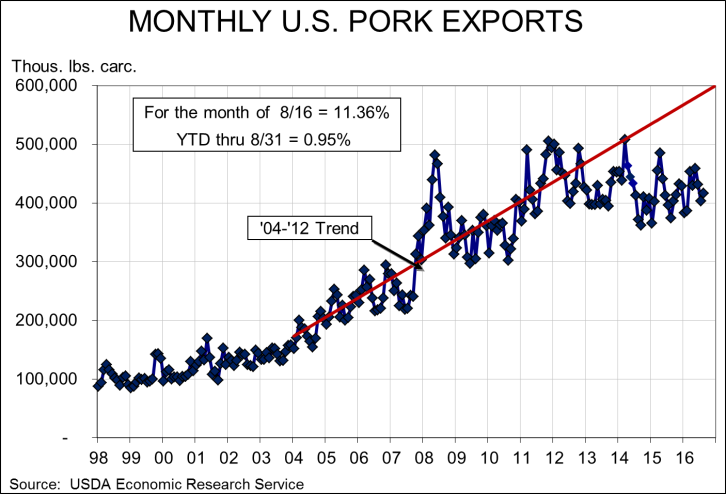 MONTHLY U.S. PORK EXPORTS
Thous. lbs. carc.
600,000
For the month of 8/16 = 11.36%
YTD thru 8/31 = 0.95%
500,000
400,000
'04-'12 Trend
300,000
200,000
100,000
-
98 99 00 01 02 03 04 05 06 07 08 09 10 11 12 13 14 15 16
Source: USDA Economic Research Service